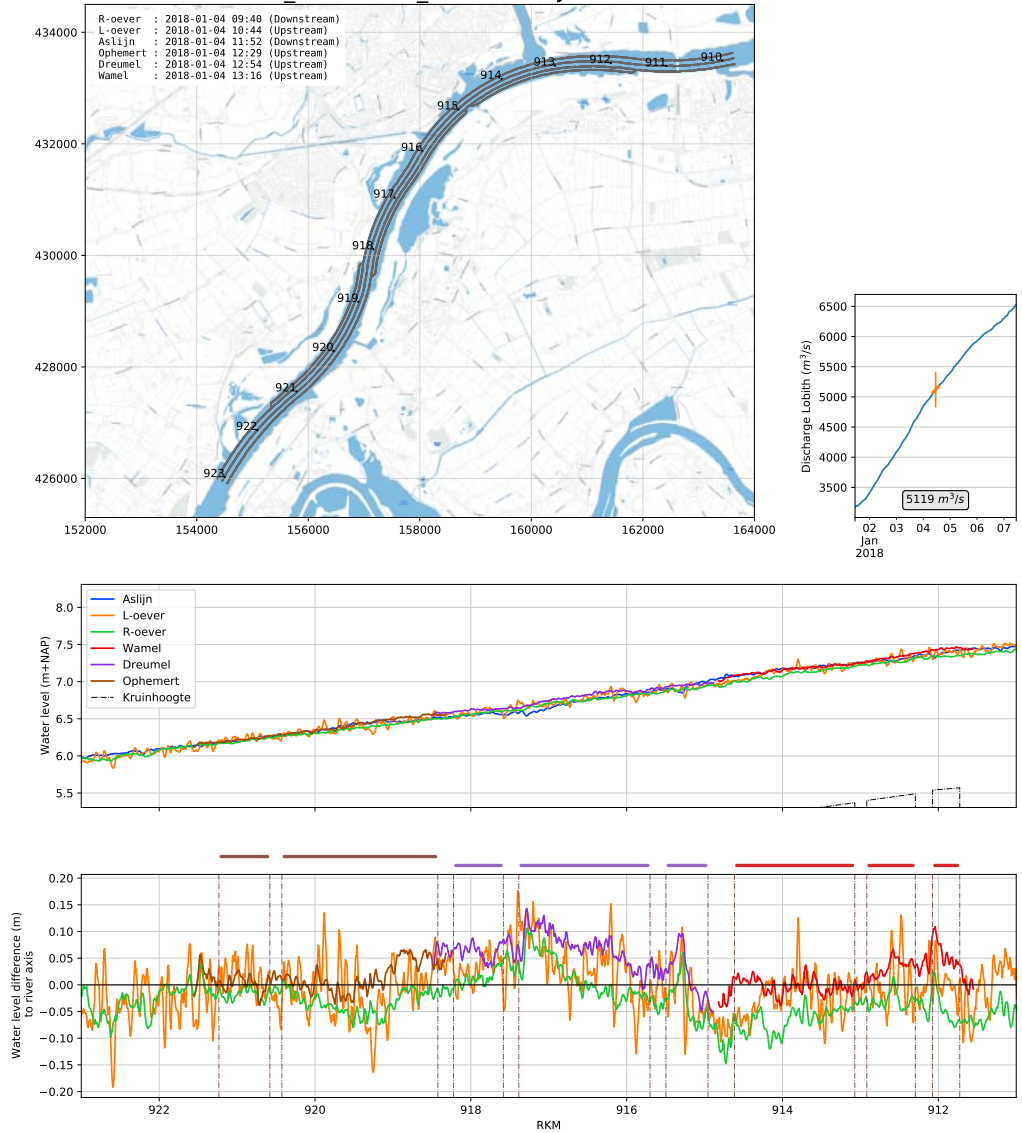 R-oever : 2018-01-04 09:40 (Downstream)
L-oever : 2018-01-04 10:44 (Upstream)
Aslijn : 2018-01-04 11:52 (Downstream)
Ophemert : 2018-01-04 12:29 (Upstream)
Dreumel : 2018-01-04 12:54 (Upstream)
Wamel : 2018-01-04 13:16 (Upstream)
434000
432000
430000
428000
426000
910
911
912
913
914
915
916
917
918
919
920
921
922
923
152000 154000 156000 158000 160000 162000 164000
Discharge Lobith (m³/s)
6500
6000
5500
5000
4500
4000
3500
5119 m³/s
02 03 04 05 06 07
Jan
2018
Water level (m+NAP)
8.0
7.5
7.0
6.5
6.0
5.5
Aslijn
L-oever
R-oever
Wamel
Dreumel
Ophemert
Kruinhoogte
Water level difference (m)
to river axis
0.20
0.15
0.10
0.05
0.00
−0.05
−0.10
−0.15
−0.20
922 920 918 916 914 912
RKM